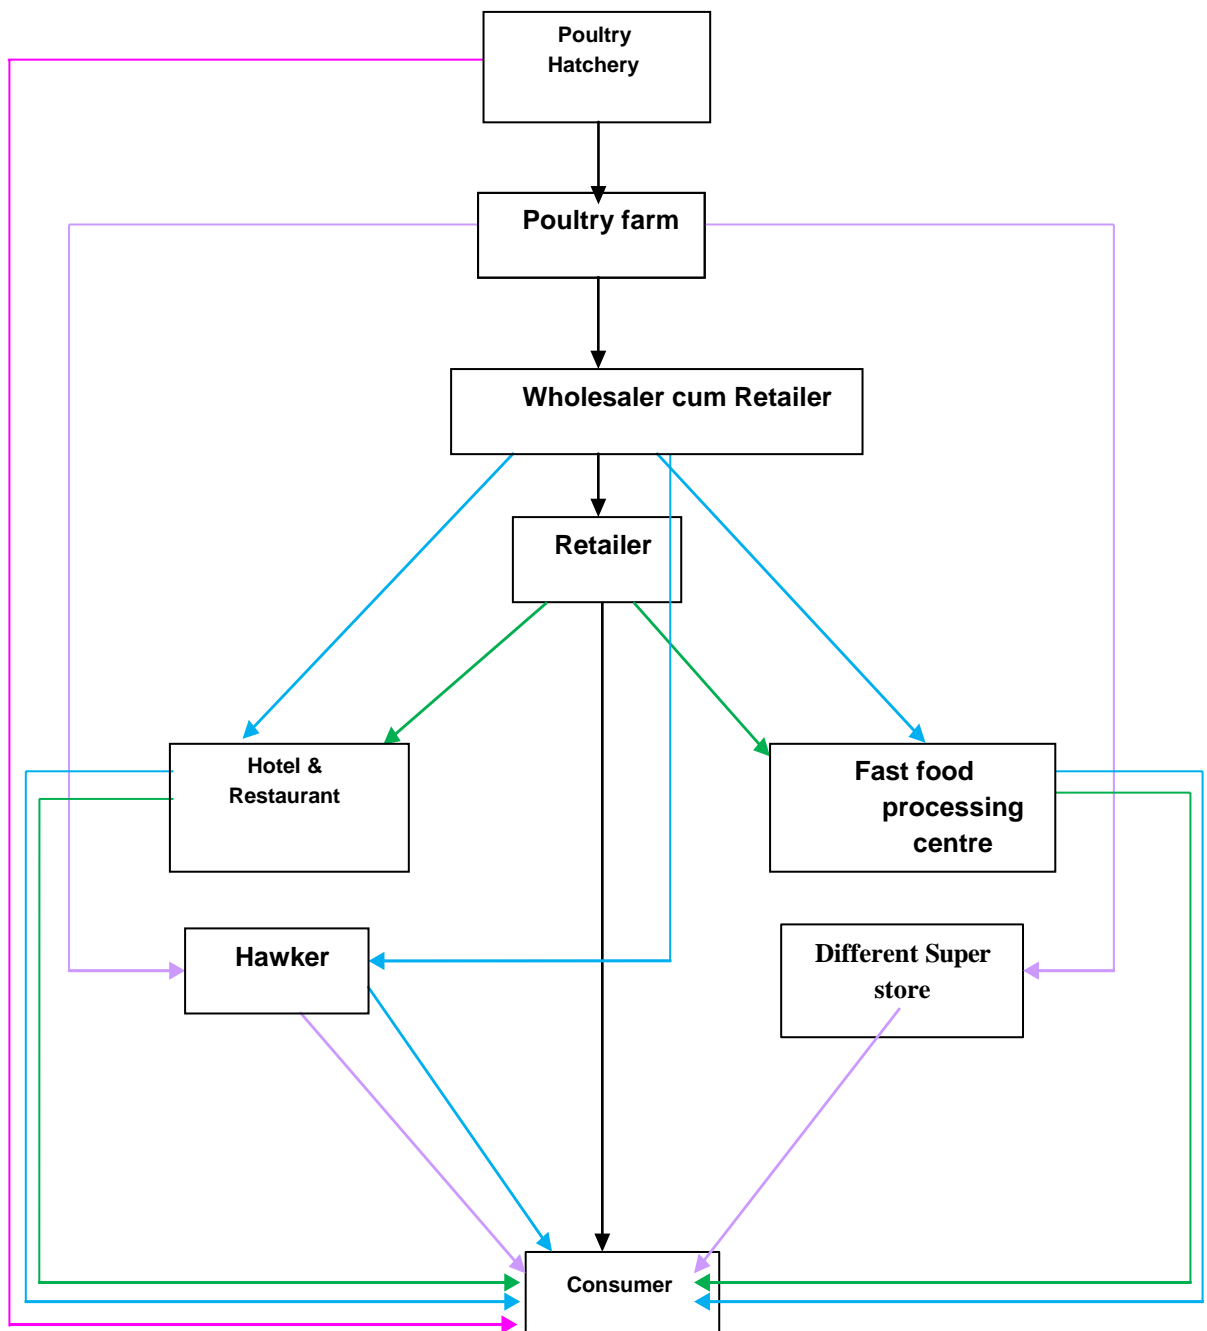 Poultry
Hatchery
Poultry farm
Wholesaler cum Retailer
Retailer
Hotel &
Restaurant
Fast food
processing
centre
Hawker
Different Super
store
Consumer